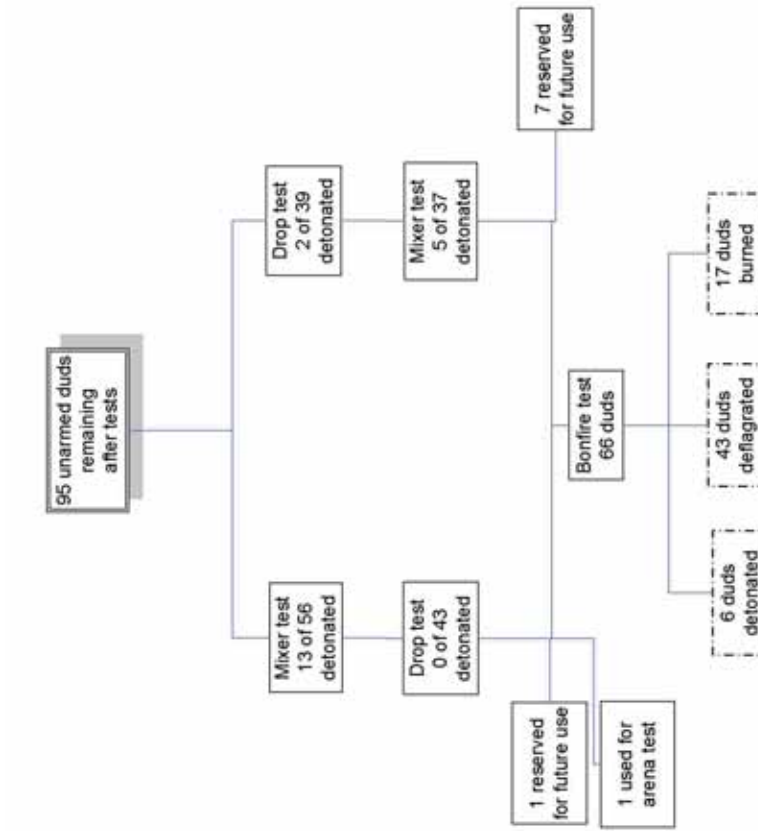 95 unarmed duds
remaining
after tests
Mixer test
13 of 56
detonated
Drop test
2 of 39
detonated
Drop test
0 of 43
detonated
Mixer test
5 of 37
detonated
1 reserved
for future use
1 used for
arena test
7 reserved
for future use
Bonfire test
66 duds
6 duds
detonated
43 duds
deflagrated
17 duds
burned